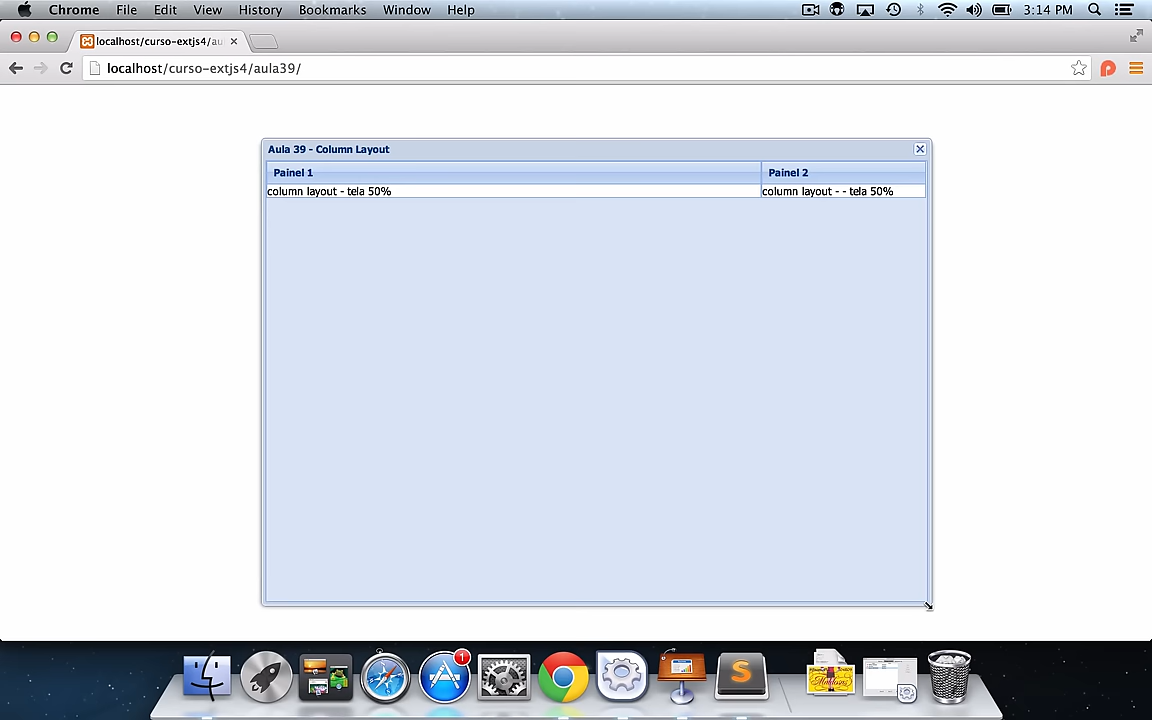 Chrome File Edit View History Bookmarks Window Help 3:14 PM
localhost/curso-extjs4/au
localhost/curso-extjs4/aula39/
Aula 39 - Column Layout
Painel 1 Painel 2
column layout - tela 50% column layout - - tela 50%
1
S